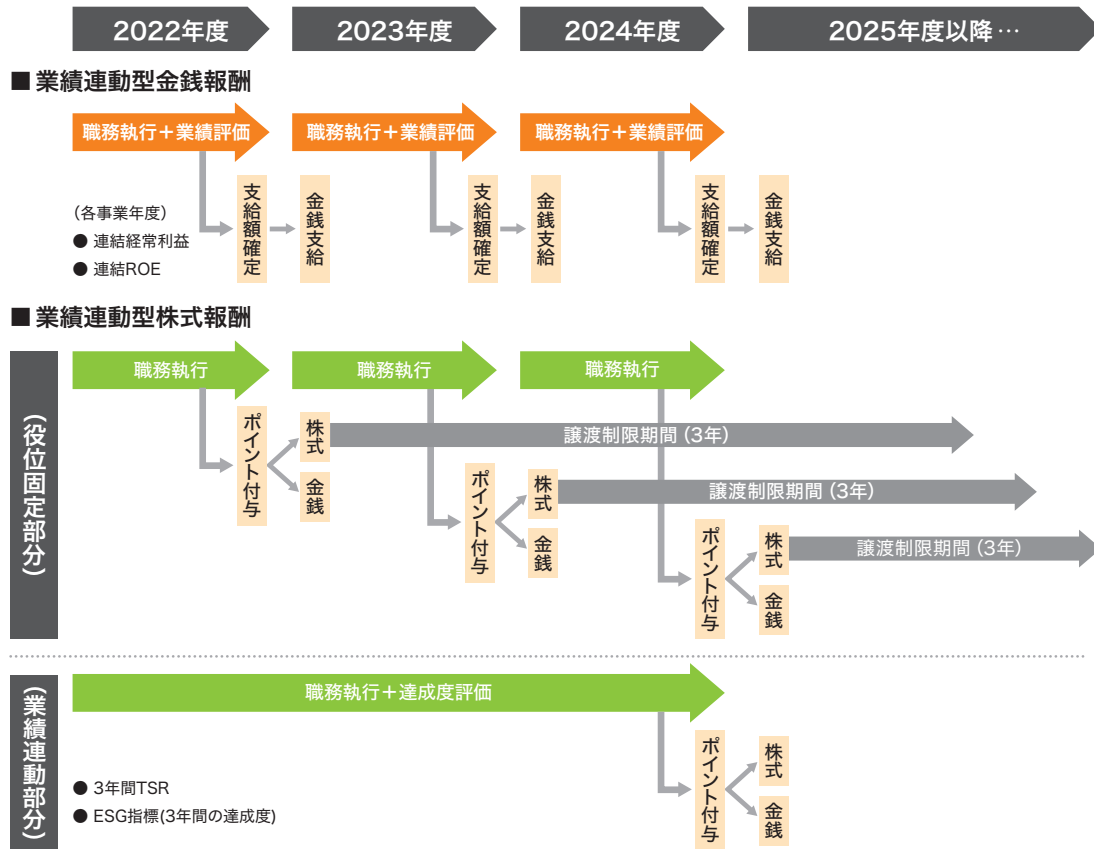 2022年度
2023年度
2024年度
2025年度以降…
■ 業績連動型金銭報酬
職務執行＋業績評価
職務執行＋業績評価
職務執行＋業績評価
(各事業年度)
● 連結経常利益
● 連結ROE
支給額確定
金銭支給
支給額確定
金銭支給
支給額確定
金銭支給
■ 業績連動型株式報酬
(役位固定部分)
職務執行
職務執行
職務執行
ポイント付与
株式
金銭
譲渡制限期間 (3年)
ポイント付与
株式
金銭
譲渡制限期間 (3年)
ポイント付与
株式
金銭
譲渡制限期間 (3年)
(業績連動部分)
職務執行＋達成度評価
● 3年間TSR
● ESG指標(3年間の達成度)
ポイント付与
株式
金銭